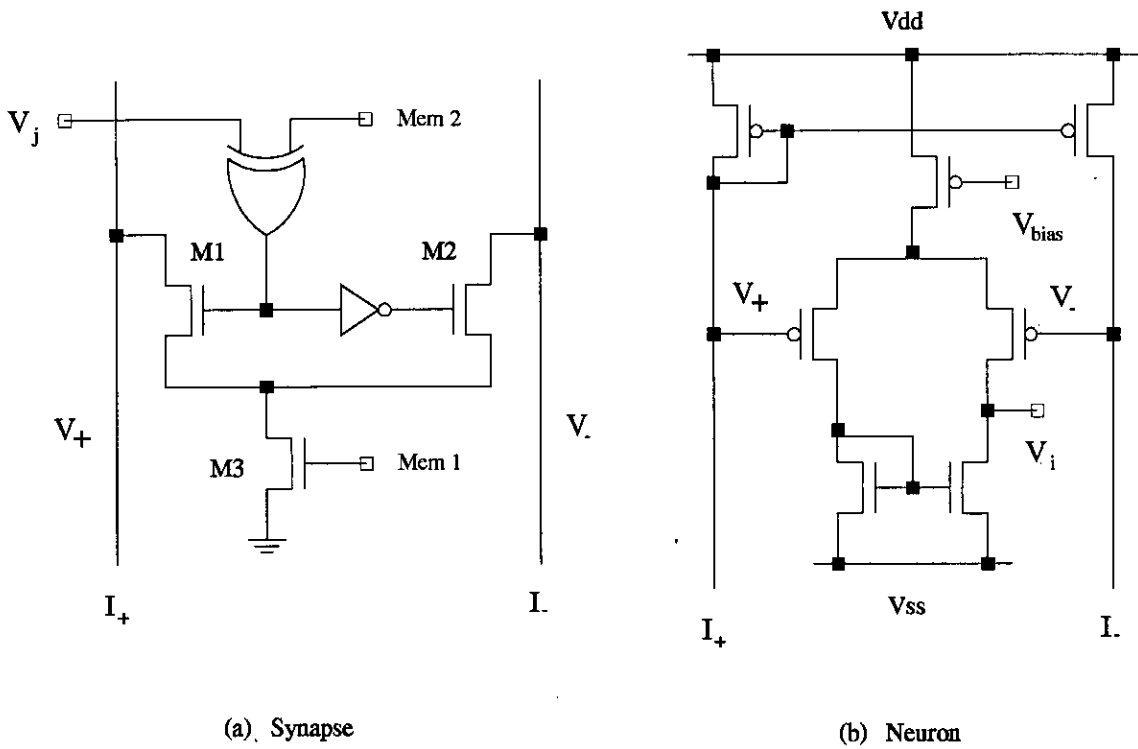 V_j
Mem 2
M1
M2
V_+
V_-
M3
Mem 1
I_+
I_-
(a) Synapse
Vdd
V_bias
V_+
V_-
V_i
Vss
I_+
I_-
(b) Neuron